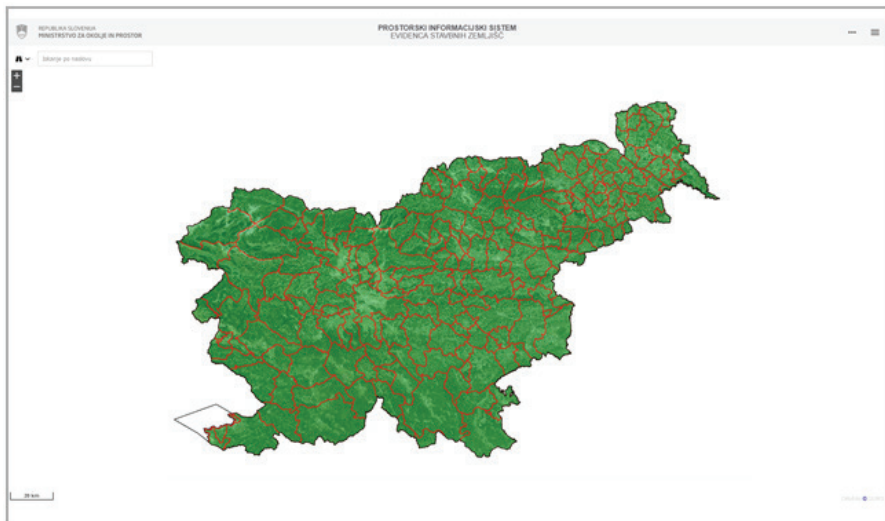 REPUBLIKA SLOVENIJA
MINISTRSTVO ZA OKOLJE IN PROSTOR
PROSTORSKI INFORMACIJSKI SISTEM
EVIDENCA STAVBNIH ZEMLJIŠČ
Iskanje po naslovu
+
−
20 km